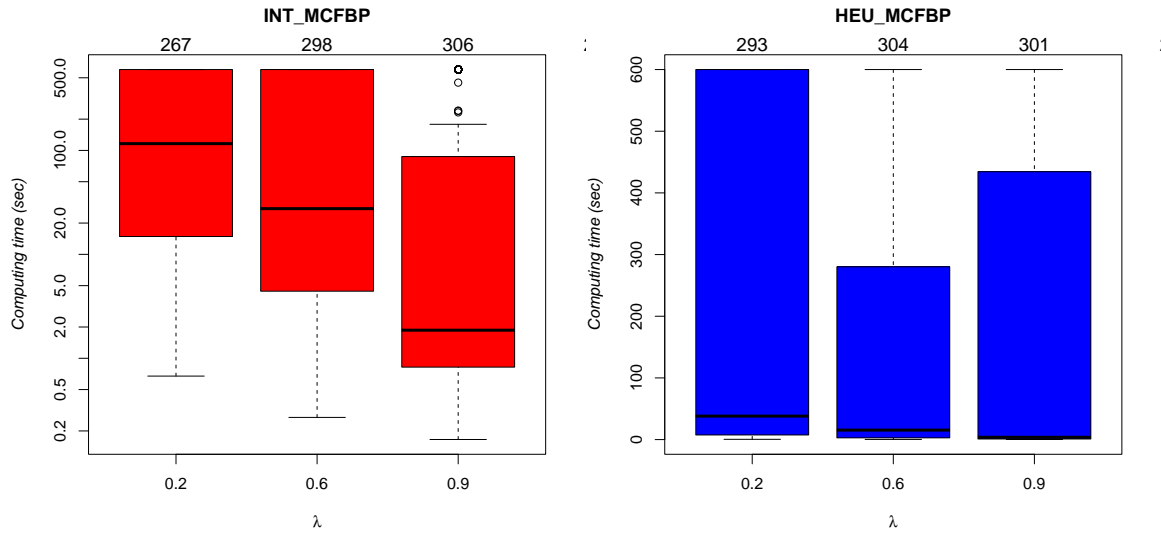 INT_MCFBP
267 298 306
500.0
100.0
20.0
5.0
2.0
0.5
0.2
Computing time (sec)
0.2 0.6 0.9
λ
HEU_MCFBP
293 304 301
600
500
400
300
200
100
0
Computing time (sec)
0.2 0.6 0.9
λ